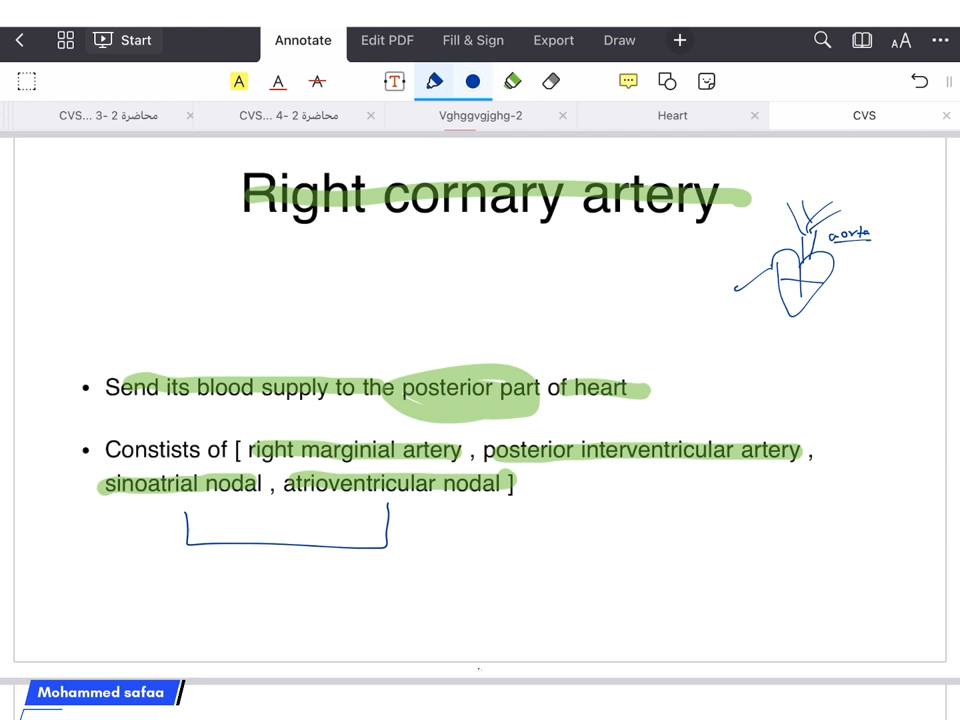 Start
Annotate
Edit PDF
Fill & Sign
Export
Draw
CVS... 3- محاضرة 2
CVS... 4- محاضرة 2
Vghggvgjghg-2
Heart
CVS
Right cornary artery
aorta
• Send its blood supply to the posterior part of heart
• Constists of [ right marginial artery , posterior interventricular artery ,
sinoatrial nodal , atrioventricular nodal ]
Mohammed safaa